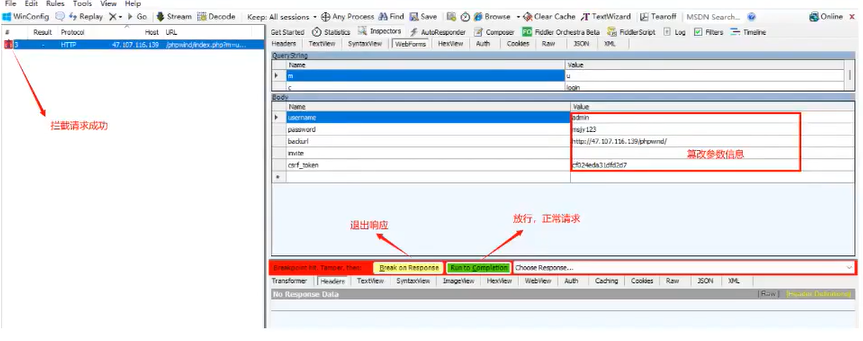 File Edit Rules Tools View Help
WinConfig Replay Go Stream Decode Keep: All sessions Any Process Find Save Browse Clear Cache TextWizard Tearoff MSDN Search... Online
# Result Protocol Host URL
3 - HTTP 47.107.116.139 /phpwind/index.php?m=u...
拦截请求成功
Get Started Statistics Inspectors AutoResponder Composer FO Fiddler Orchestra Beta FiddlerScript Log Filters Timeline
Headers TextView SyntaxView WebForms HexView Auth Cookies Raw JSON XML
QueryString
Name Value
m u
c login
Body
Name Value
username admin
password msjy123
backurl http://47.107.116.139/phpwnd/
invite
csrf_token cf024eda31dfd2d7
篡改参数信息
退出响应
放行，正常请求
Breakpoint hit. Tamper, then: Break on Response Run to Completion Choose Response...
Transformer Headers TextView SyntaxView ImageView HexView WebView Auth Caching Cookies Raw JSON XML
No Response Data [Raw] [Header Definitions]